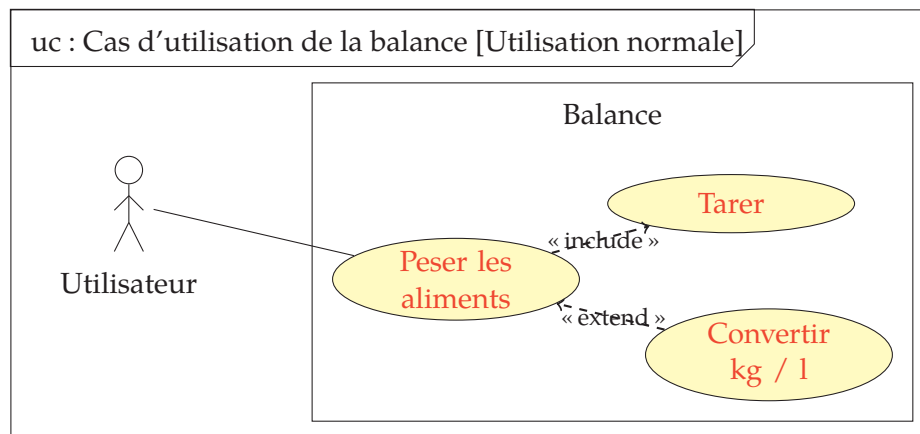 uc : Cas d’utilisation de la balance [Utilisation normale]
Balance
Tarer
« include »
Peser les
aliments
Utilisateur
« extend »
Convertir
kg / l